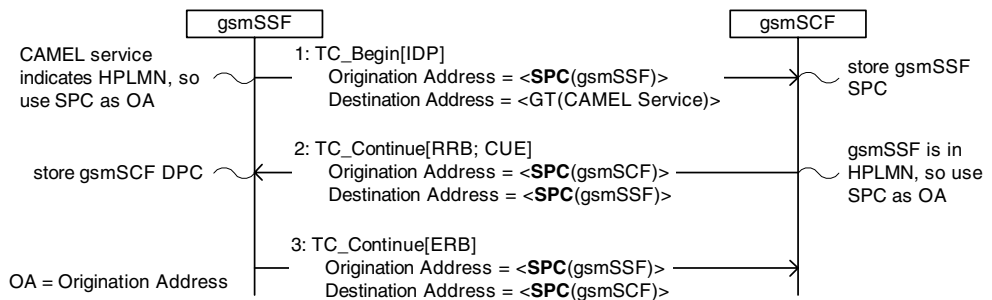 gsmSSF
gsmSCF
CAMEL service
indicates HPLMN, so
use SPC as OA
1: TC_Begin[IDP]
Origination Address = <SPC(gsmSSF)>
Destination Address = <GT(CAMEL Service)>
store gsmSSF
SPC
store gsmSCF DPC
2: TC_Continue[RRB; CUE]
Origination Address = <SPC(gsmSCF)>
Destination Address = <SPC(gsmSSF)>
gsmSSF is in
HPLMN, so use
SPC as OA
3: TC_Continue[ERB]
Origination Address = <SPC(gsmSSF)>
Destination Address = <SPC(gsmSCF)>
OA = Origination Address